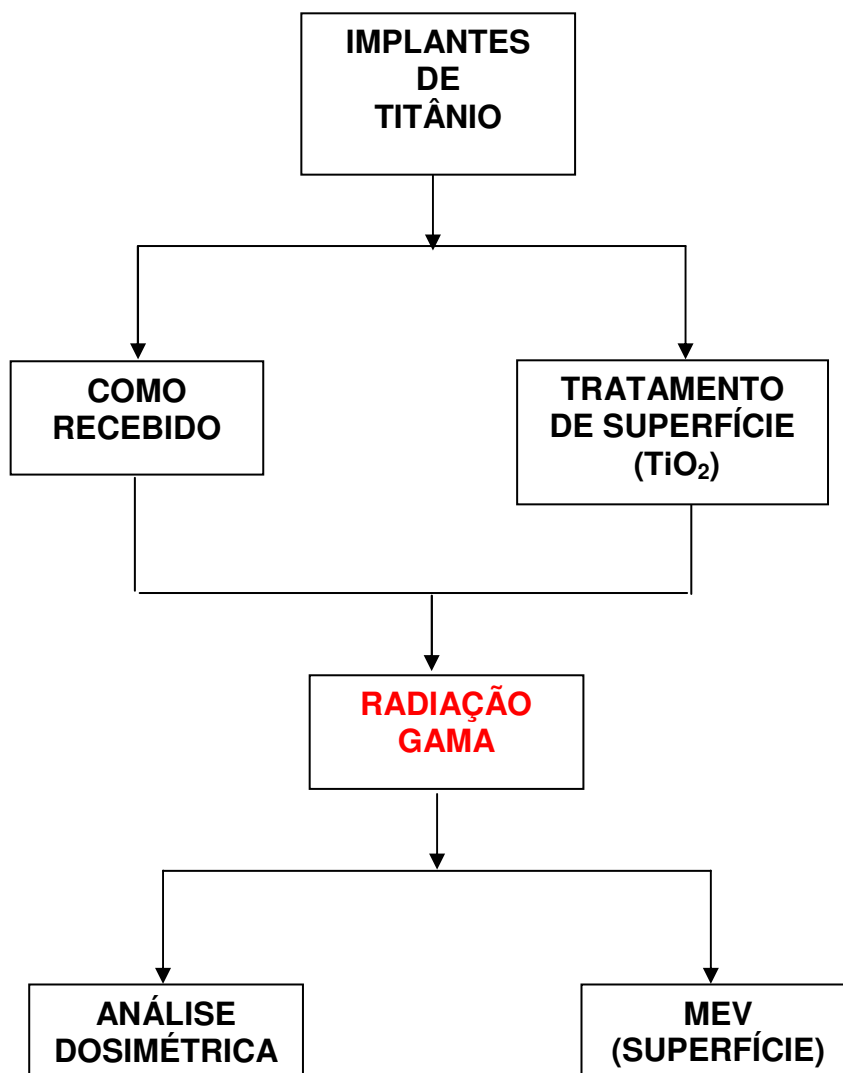 IMPLANTES
DE
TITÂNIO
COMO
RECEBIDO
TRATAMENTO
DE SUPERFÍCIE
(TiO₂)
RADIAÇÃO
GAMA
ANÁLISE
DOSIMÉTRICA
MEV
(SUPERFÍCIE)